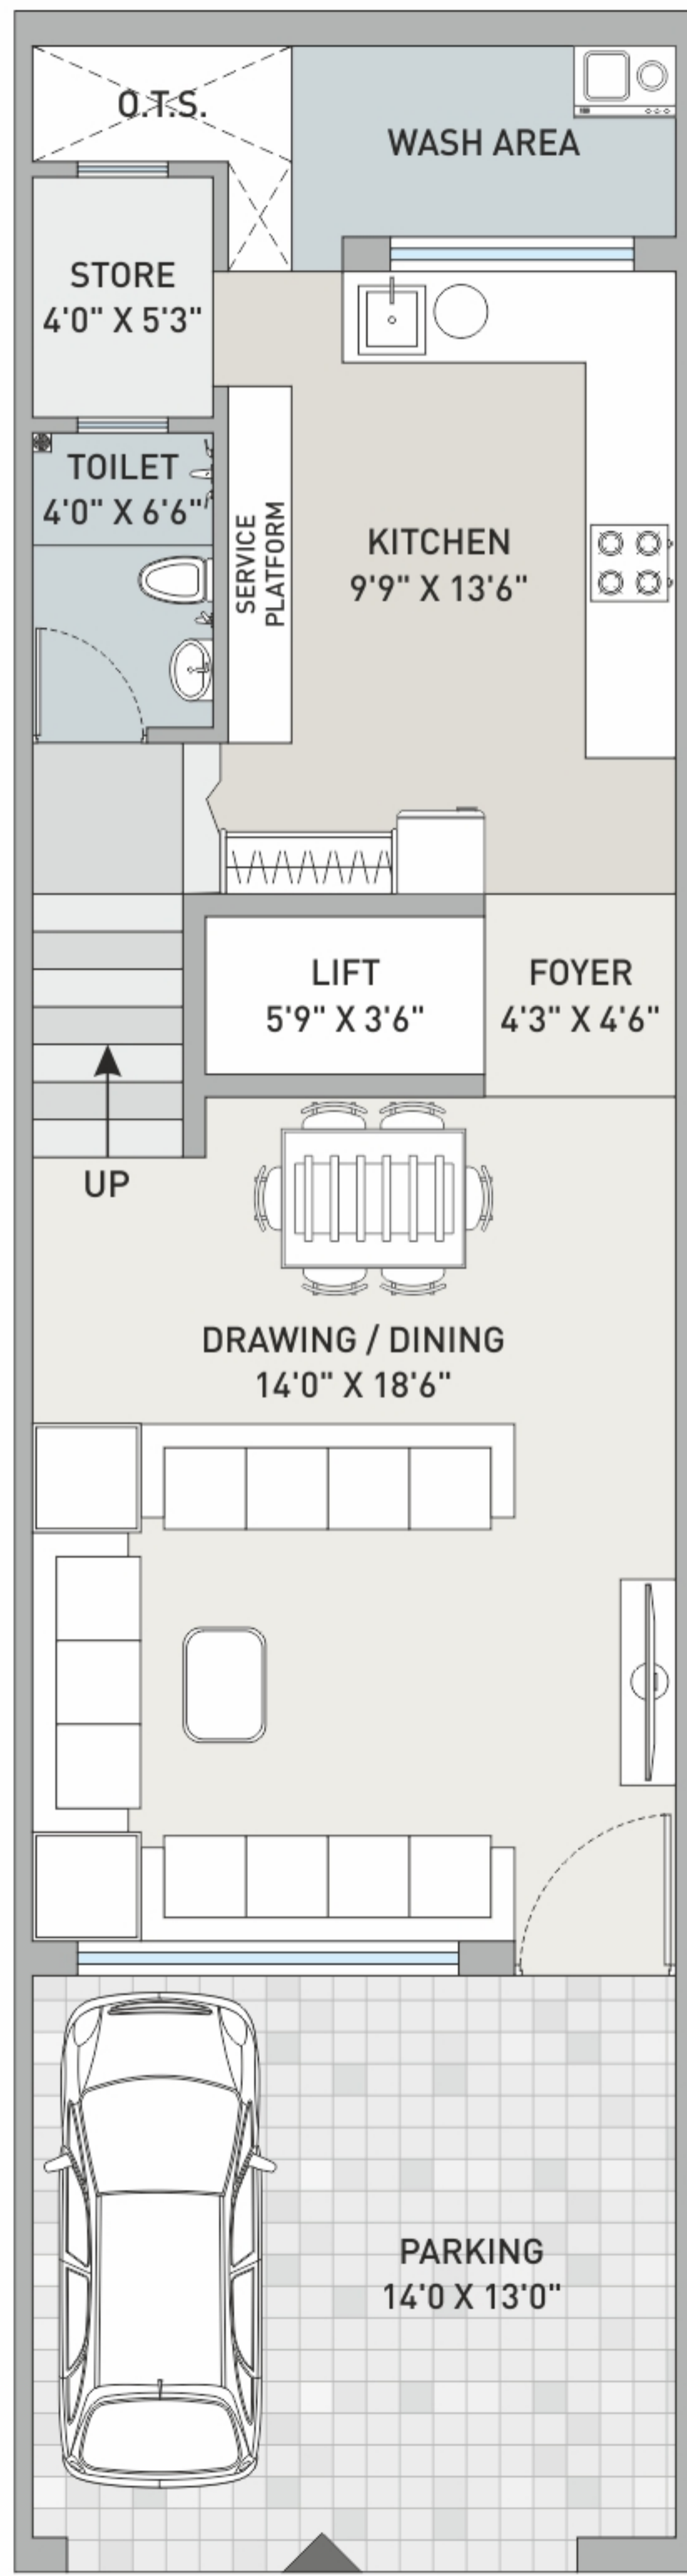 O.T.S.
WASH AREA
STORE
4'0" X 5'3"
TOILET
4'0" X 6'6"
SERVICE
PLATFORM
KITCHEN
9'9" X 13'6"
LIFT
5'9" X 3'6"
FOYER
4'3" X 4'6"
UP
DRAWING / DINING
14'0" X 18'6"
PARKING
14'0 X 13'0"